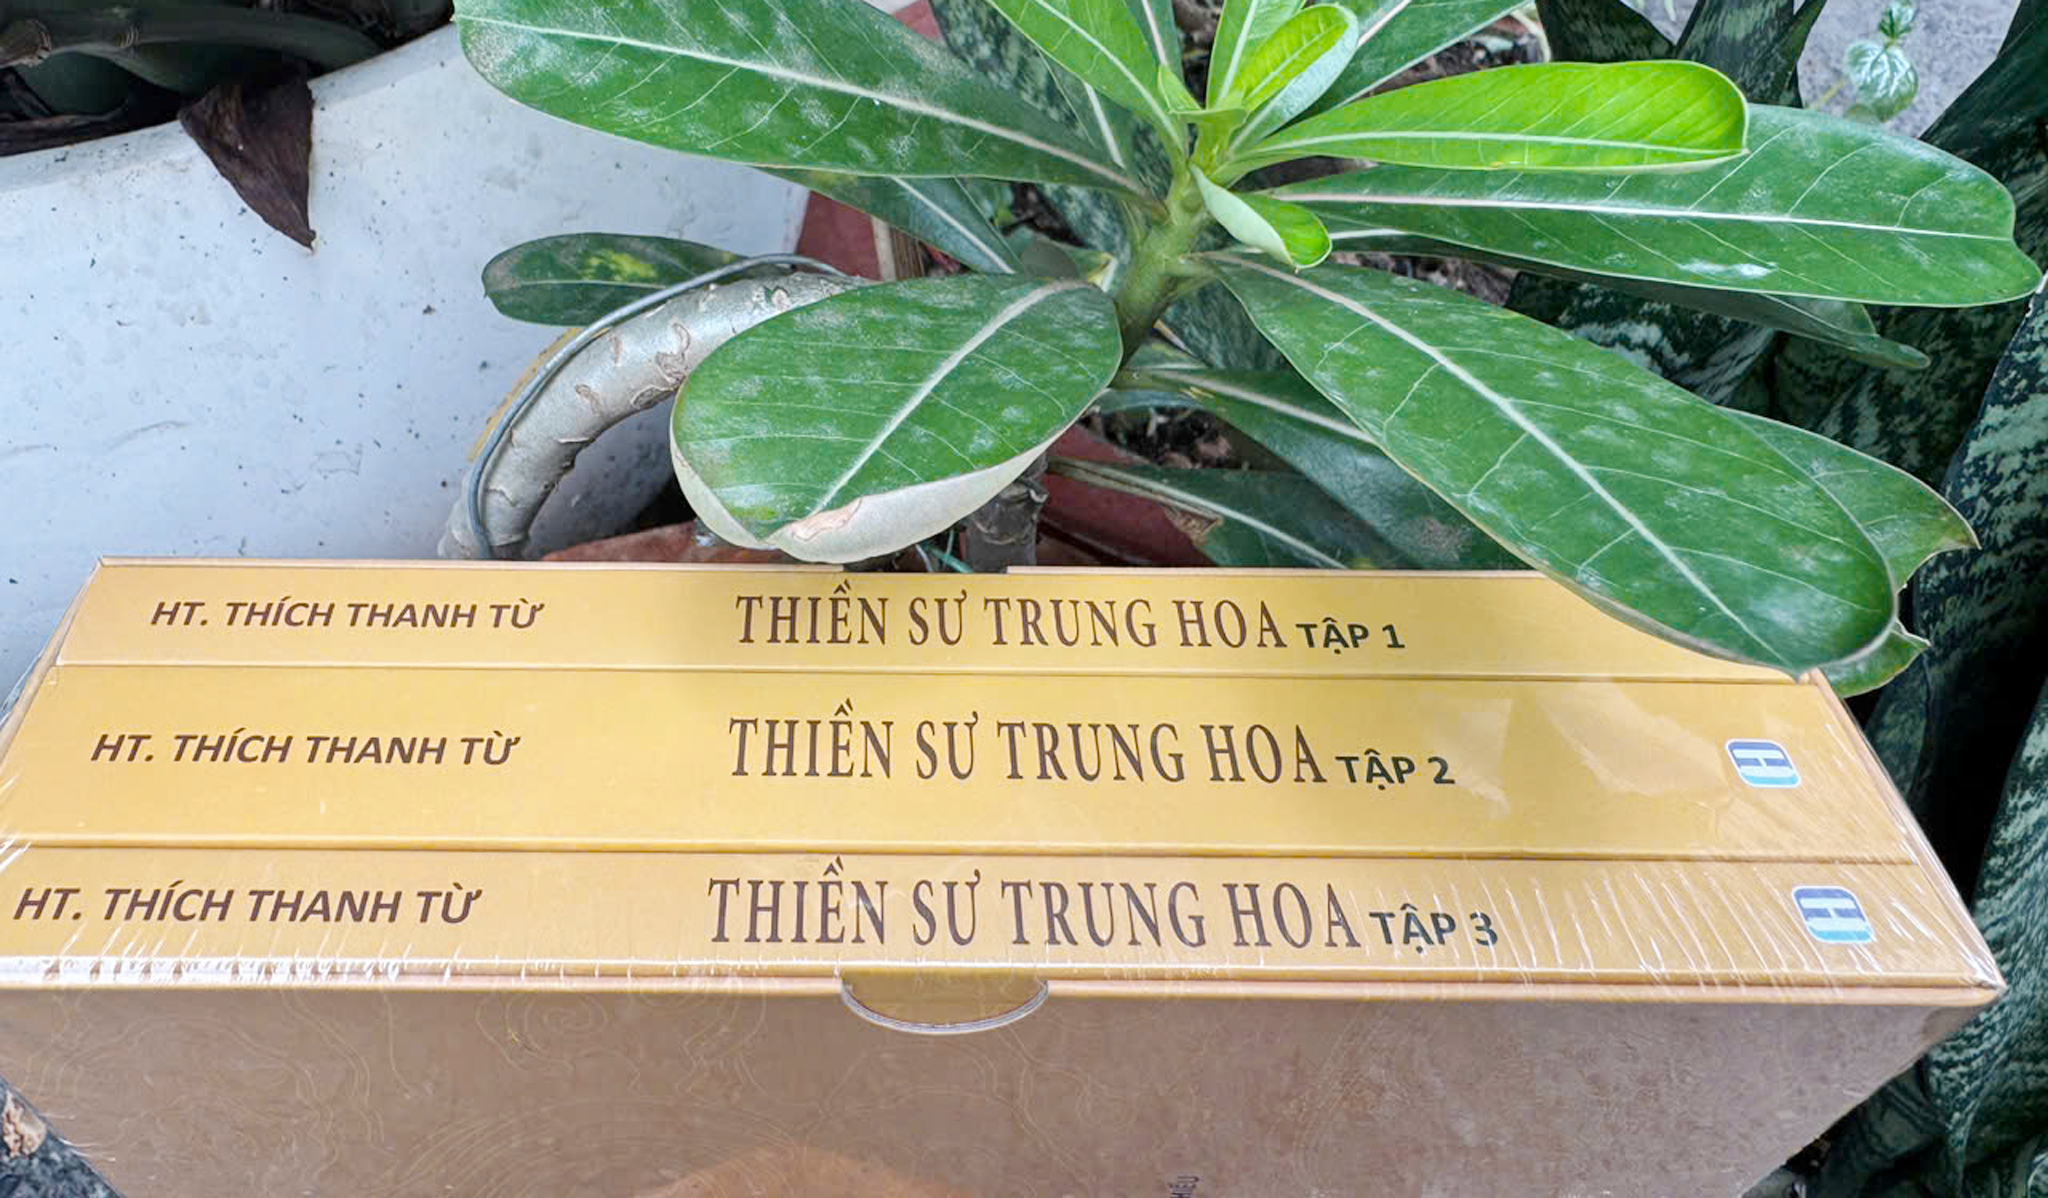 HT. THÍCH THANH TỪ THIỀN SƯ TRUNG HOA TẬP 1
HT. THÍCH THANH TỪ THIỀN SƯ TRUNG HOA TẬP 2
H
HT. THÍCH THANH TỪ THIỀN SƯ TRUNG HOA TẬP 3
H